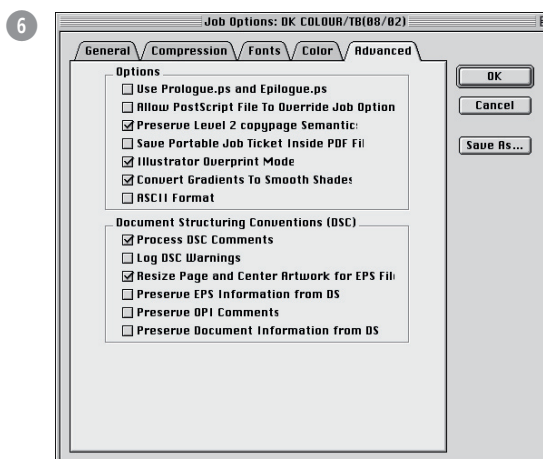 6
Job Options: DK COLOUR/TB(08/02)
General
Compression
Fonts
Color
Advanced
Options
Use Prologue.ps and Epilogue.ps
Allow PostScript File To Override Job Option
Preserve Level 2 copypage Semantic
Save Portable Job Ticket Inside PDF Fil
Illustrator Overprint Mode
Convert Gradients To Smooth Shades
ASCII Format
Document Structuring Conventions (DSC)
Process DSC Comments
Log DSC Warnings
Resize Page and Center Artwork for EPS File
Preserve EPS Information from DS
Preserve OPI Comments
Preserve Document Information from DS
OK
Cancel
Save As...